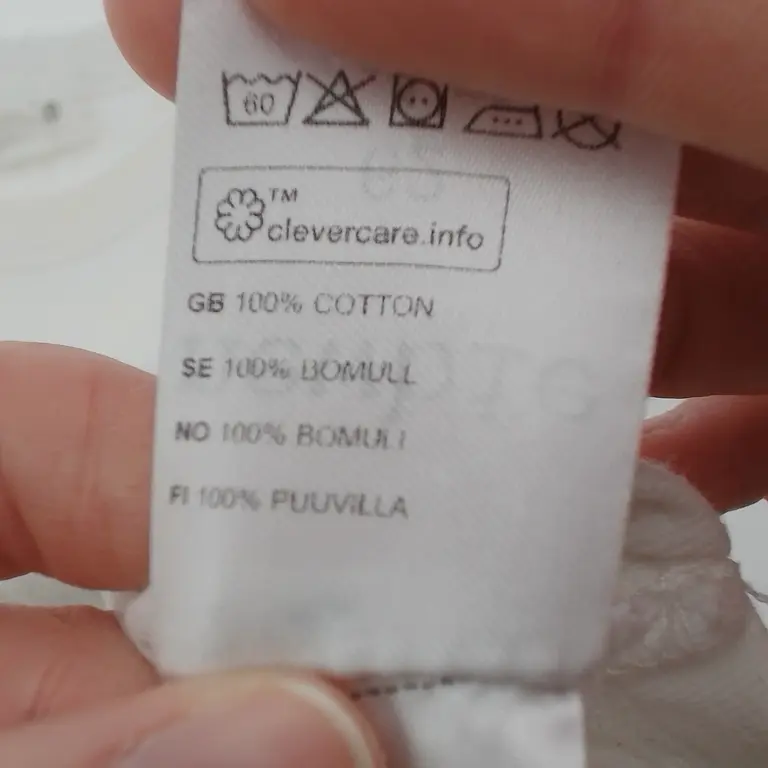 60
TM
clevercare.info
GB 100% COTTON
SE 100% BOMULL
NO 100% BOMULL
FI 100% PUUVILLA